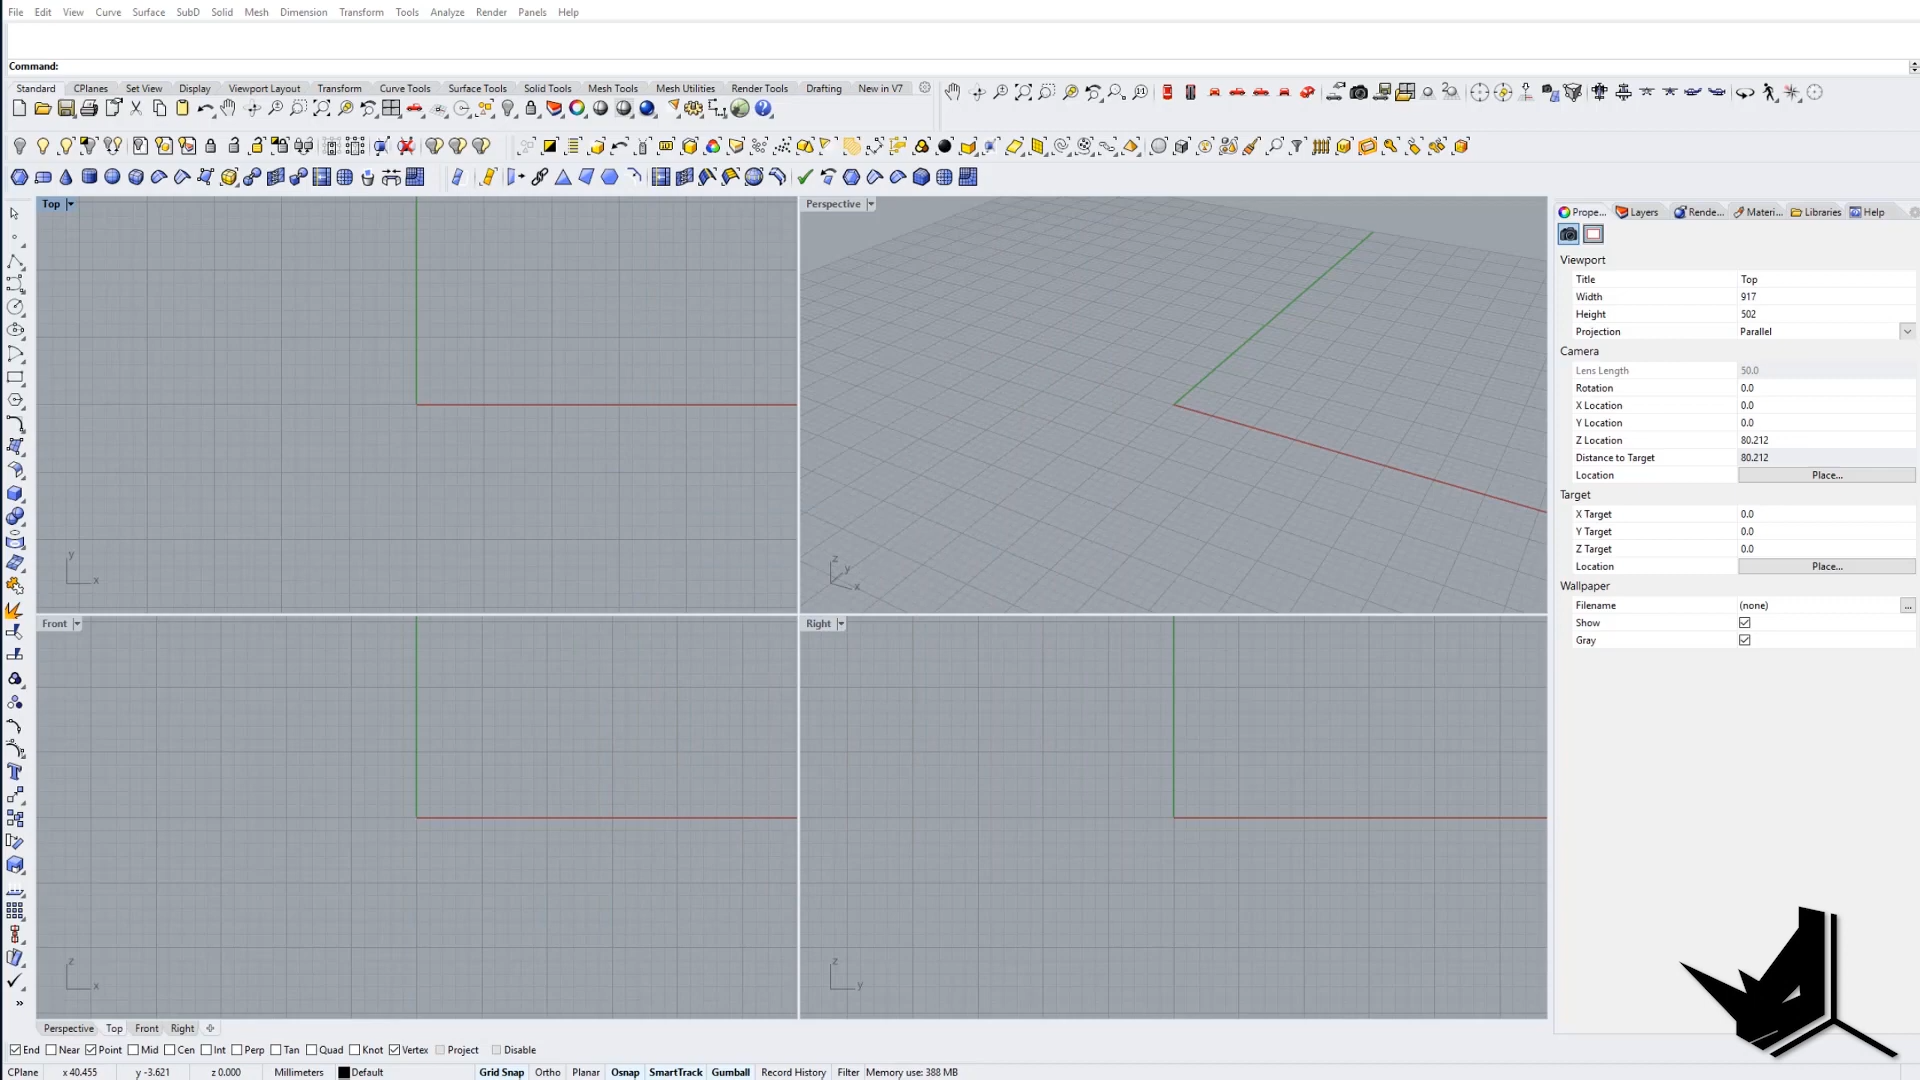 File Edit View Curve Surface SubD Solid Mesh Dimension Transform Tools Analyze Render Panels Help
Command:
Standard CPlanes Set View Display Viewport Layout Transform Curve Tools Surface Tools Solid Tools Mesh Tools Mesh Utilities Render Tools Drafting New in V7
Top
Perspective
Prope... Layers Rende... Materi... Libraries Help
Viewport
Title Top
Width 917
Height 502
Projection Parallel
Camera
Lens Length 50.0
Rotation 0.0
X Location 0.0
Y Location 0.0
Z Location 80.212
Distance to Target 80.212
Location Place...
Target
X Target 0.0
Y Target 0.0
Z Target 0.0
Location Place...
Wallpaper
Filename (none) ...
Show
Gray
y
x
z
y
x
Front
Right
z
x
z
y
Perspective Top Front Right
End Near Point Mid Cen Int Perp Tan Quad Knot Vertex Project Disable
CPlane x 40.455 y -3.621 z 0.000 Millimeters Default Grid Snap Ortho Planar Osnap SmartTrack Gumball Record History Filter Memory use: 388 MB